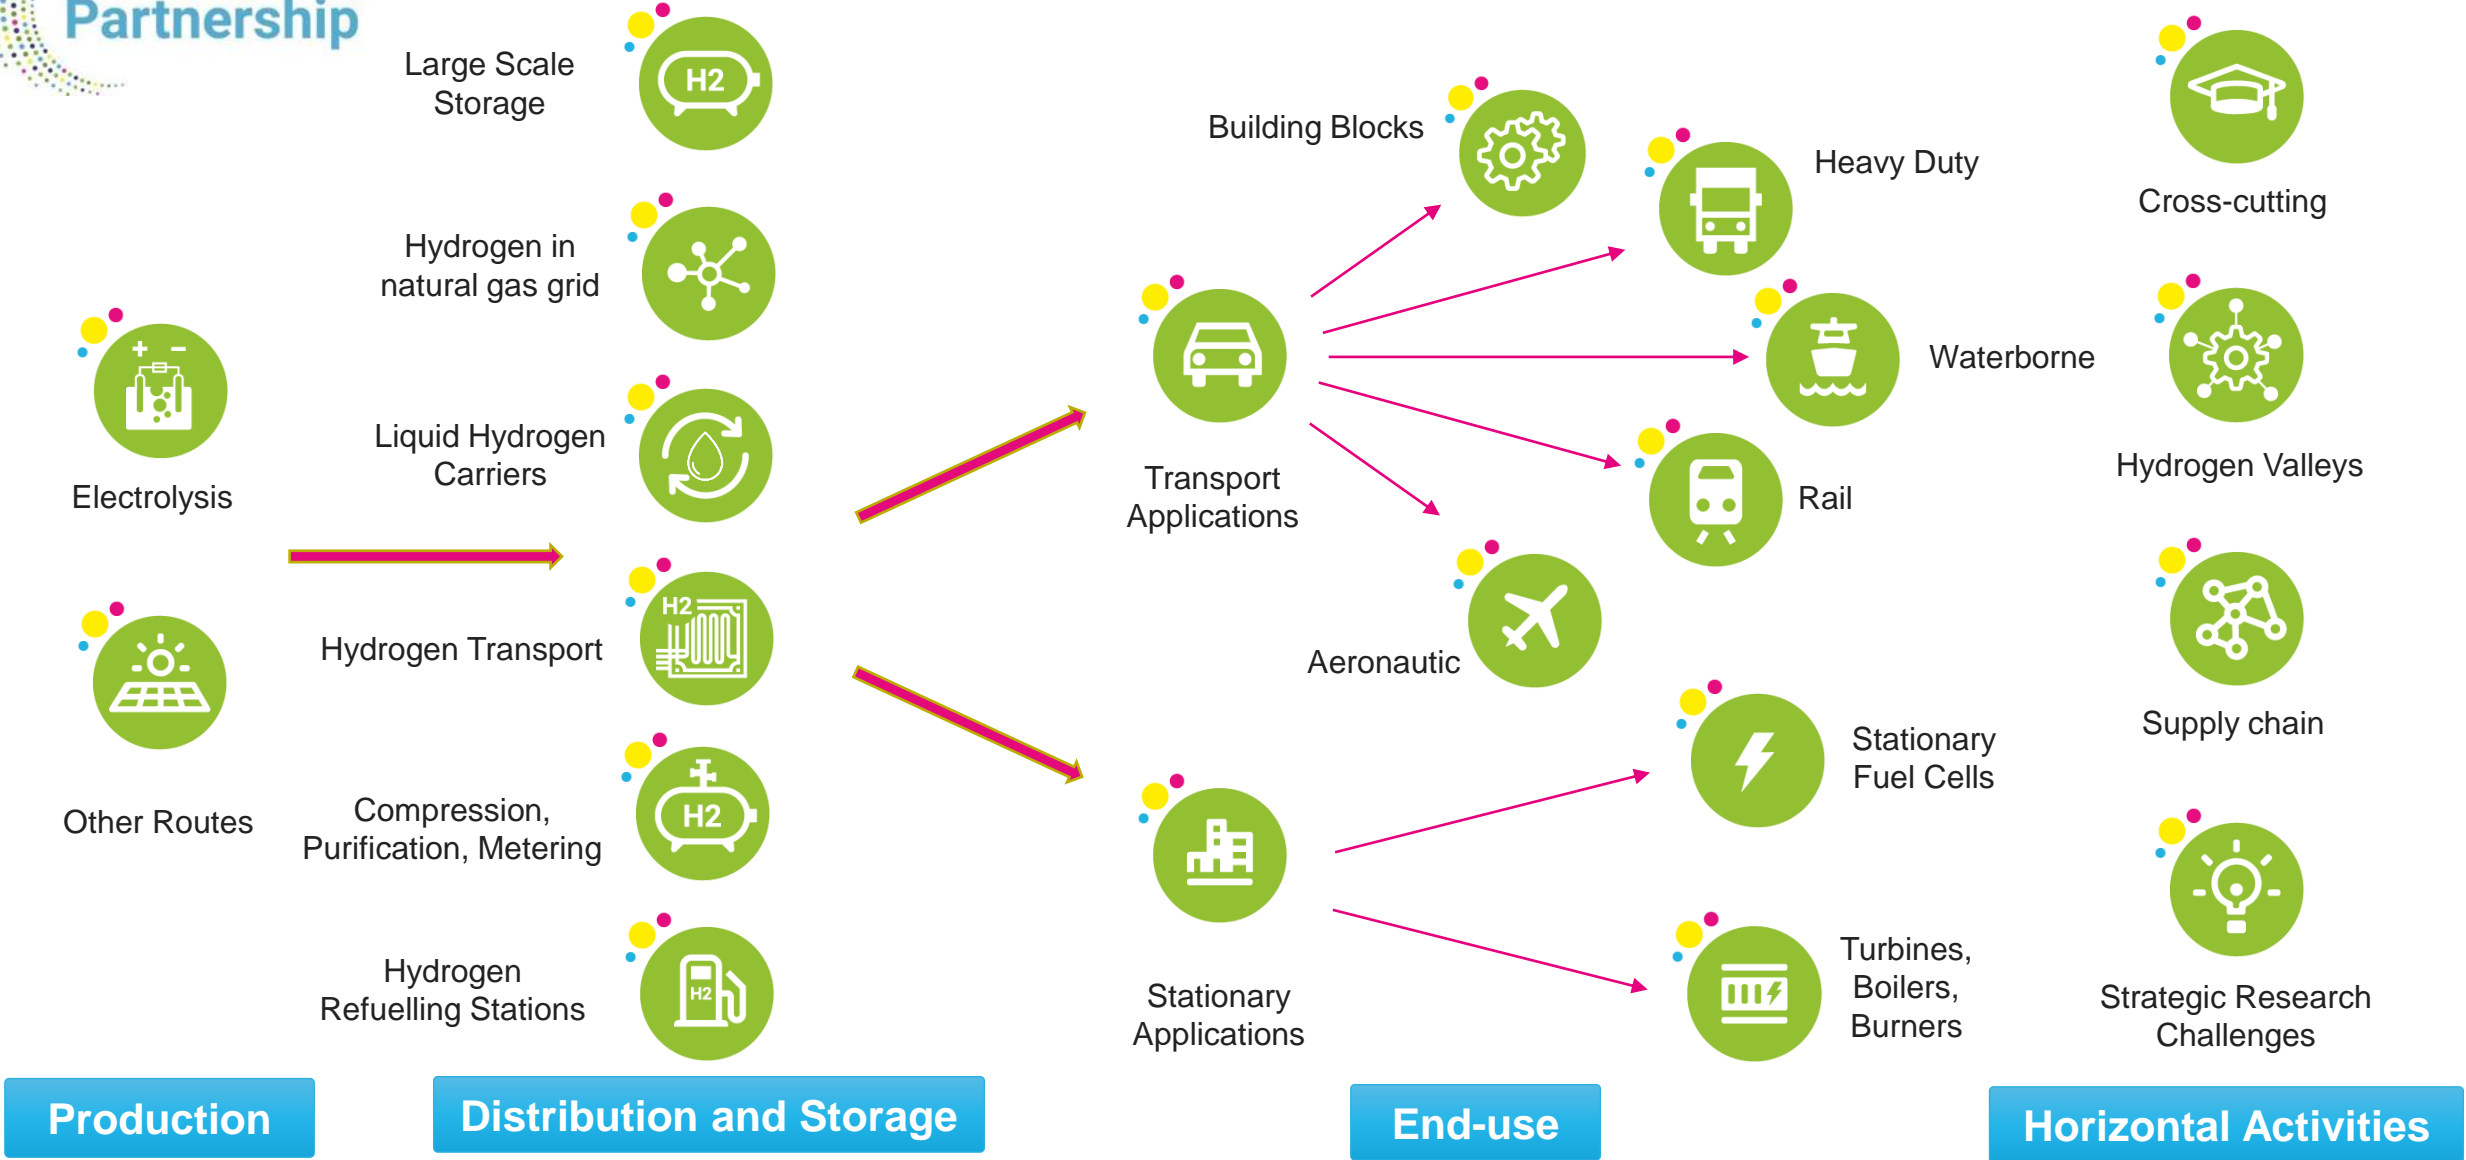 Partnership
Electrolysis
Other Routes
Production
Large Scale
Storage
H2
Hydrogen in
natural gas grid
Liquid Hydrogen
Carriers
Hydrogen Transport
H2
Compression,
Purification, Metering
H2
Hydrogen
Refuelling Stations
H2
Distribution and Storage
Transport
Applications
Building Blocks
Heavy Duty
Waterborne
Rail
Aeronautic
Stationary
Applications
Stationary
Fuel Cells
Turbines,
Boilers,
Burners
End-use
Cross-cutting
Hydrogen Valleys
Supply chain
Strategic Research
Challenges
Horizontal Activities